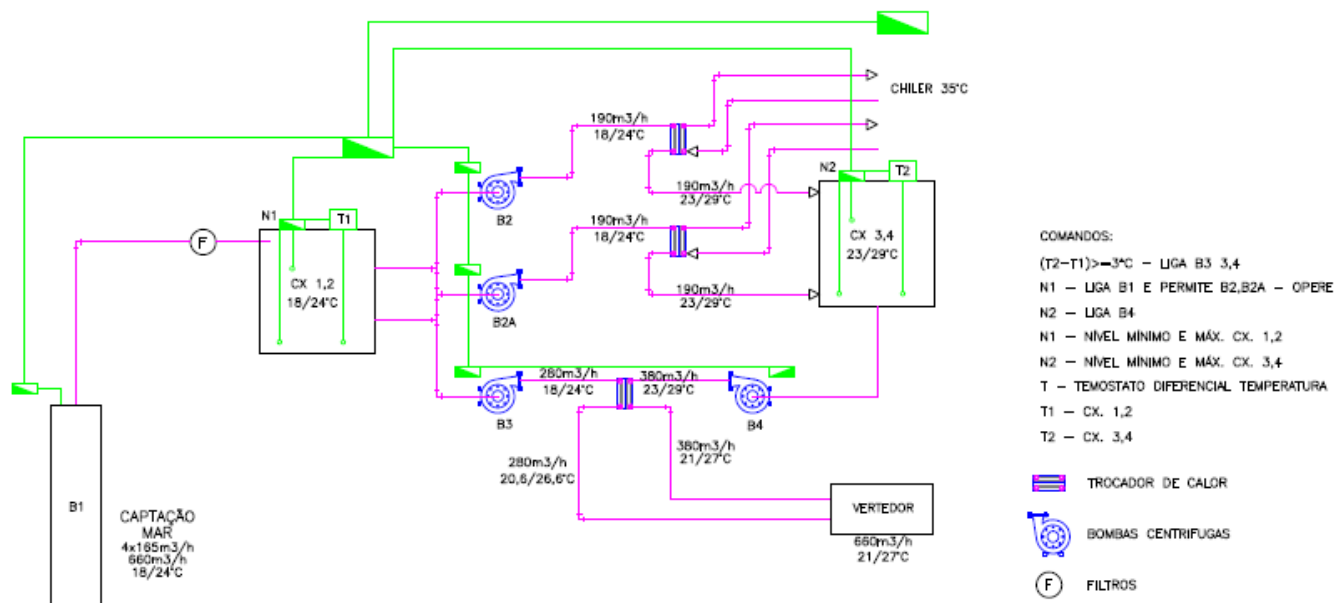 CHILER 35°C
190m3/h
18/24°C
N1
T1
F
CX 1,2
18/24°C
B2
190m3/h
23/29°C
N2
T2
CX 3,4
23/29°C
190m3/h
18/24°C
B2A
190m3/h
23/29°C
280m3/h
18/24°C
380m3/h
23/29°C
B3
B4
280m3/h
20,6/26,6°C
380m3/h
21/27°C
VERTEDOR
660m3/h
21/27°C
B1
CAPTAÇÃO
MAR
4x165m3/h
660m3/h
18/24°C
COMANDOS:
(T2-T1)>=3°C - LIGA B3 3,4
N1 - LIGA B1 E PERMITE B2,B2A - OPERE
N2 - LIGA B4
N1 - NÍVEL MÍNIMO E MÁX. CX. 1,2
N2 - NÍVEL MÍNIMO E MÁX. CX. 3,4
T - TEMOSTATO DIFERENCIAL TEMPERATURA
T1 - CX. 1,2
T2 - CX. 3,4
TROCADOR DE CALOR
BOMBAS CENTRIFUGAS
F FILTROS